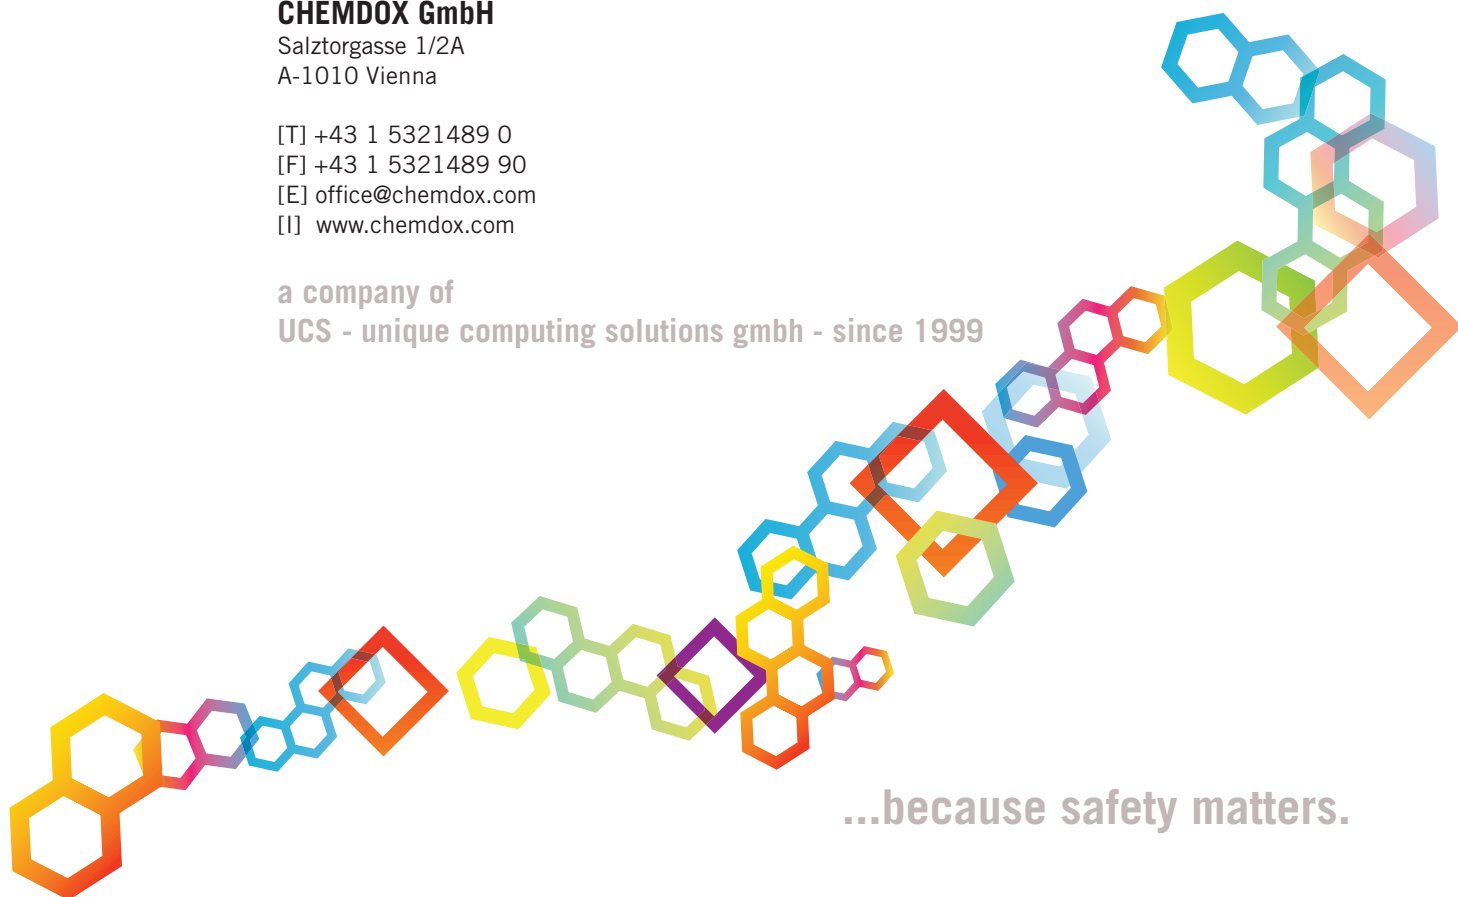 CHEMDOX GmbH
Salztorgasse 1/2A
A-1010 Vienna
[T] +43 1 5321489 0
[F] +43 1 5321489 90
[E] office@chemdox.com
[I] www.chemdox.com
a company of
UCS - unique computing solutions gmbh - since 1999
...because safety matters.